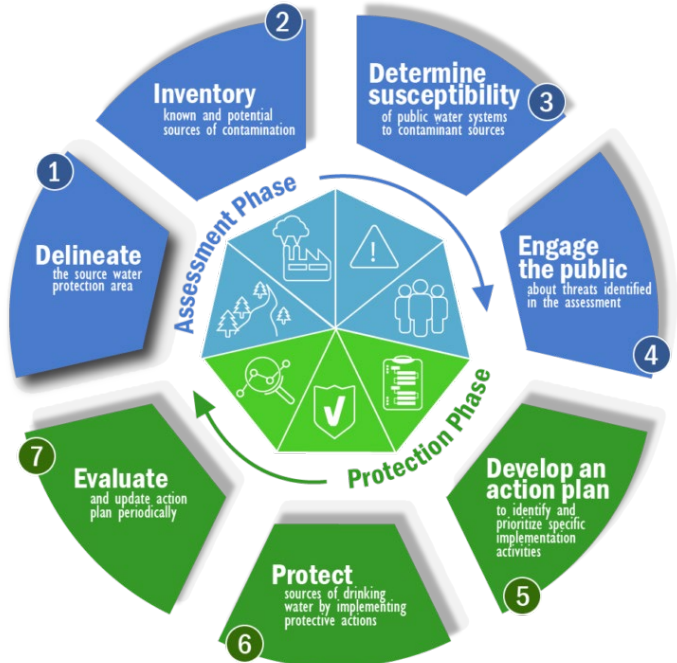 1
Delineate
the source water
protection area
2
Inventory
known and potential
sources of contamination
Determine
susceptibility
3
of public water systems
to contaminant sources
Engage
the public
about threats identified
in the assessment
4
Develop an
action plan
to identify and
prioritize specific
implementation
activities
5
Protect
sources of drinking
water by implementing
protective actions
6
7
Evaluate
and update action
plan periodically
Assessment Phase
!
Protection Phase